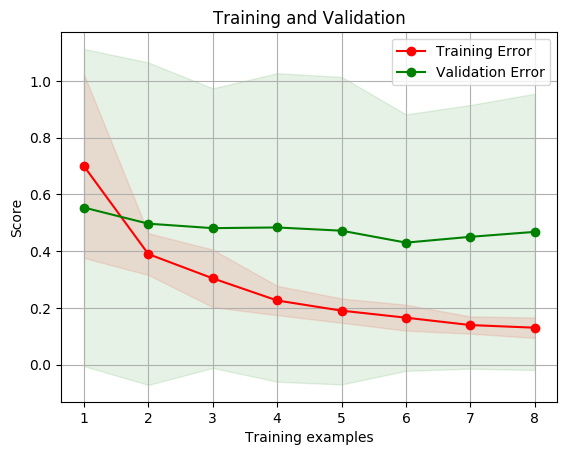 Training and Validation
Training Error
Validation Error
Score
1.0
0.8
0.6
0.4
0.2
0.0
1 2 3 4 5 6 7 8
Training examples